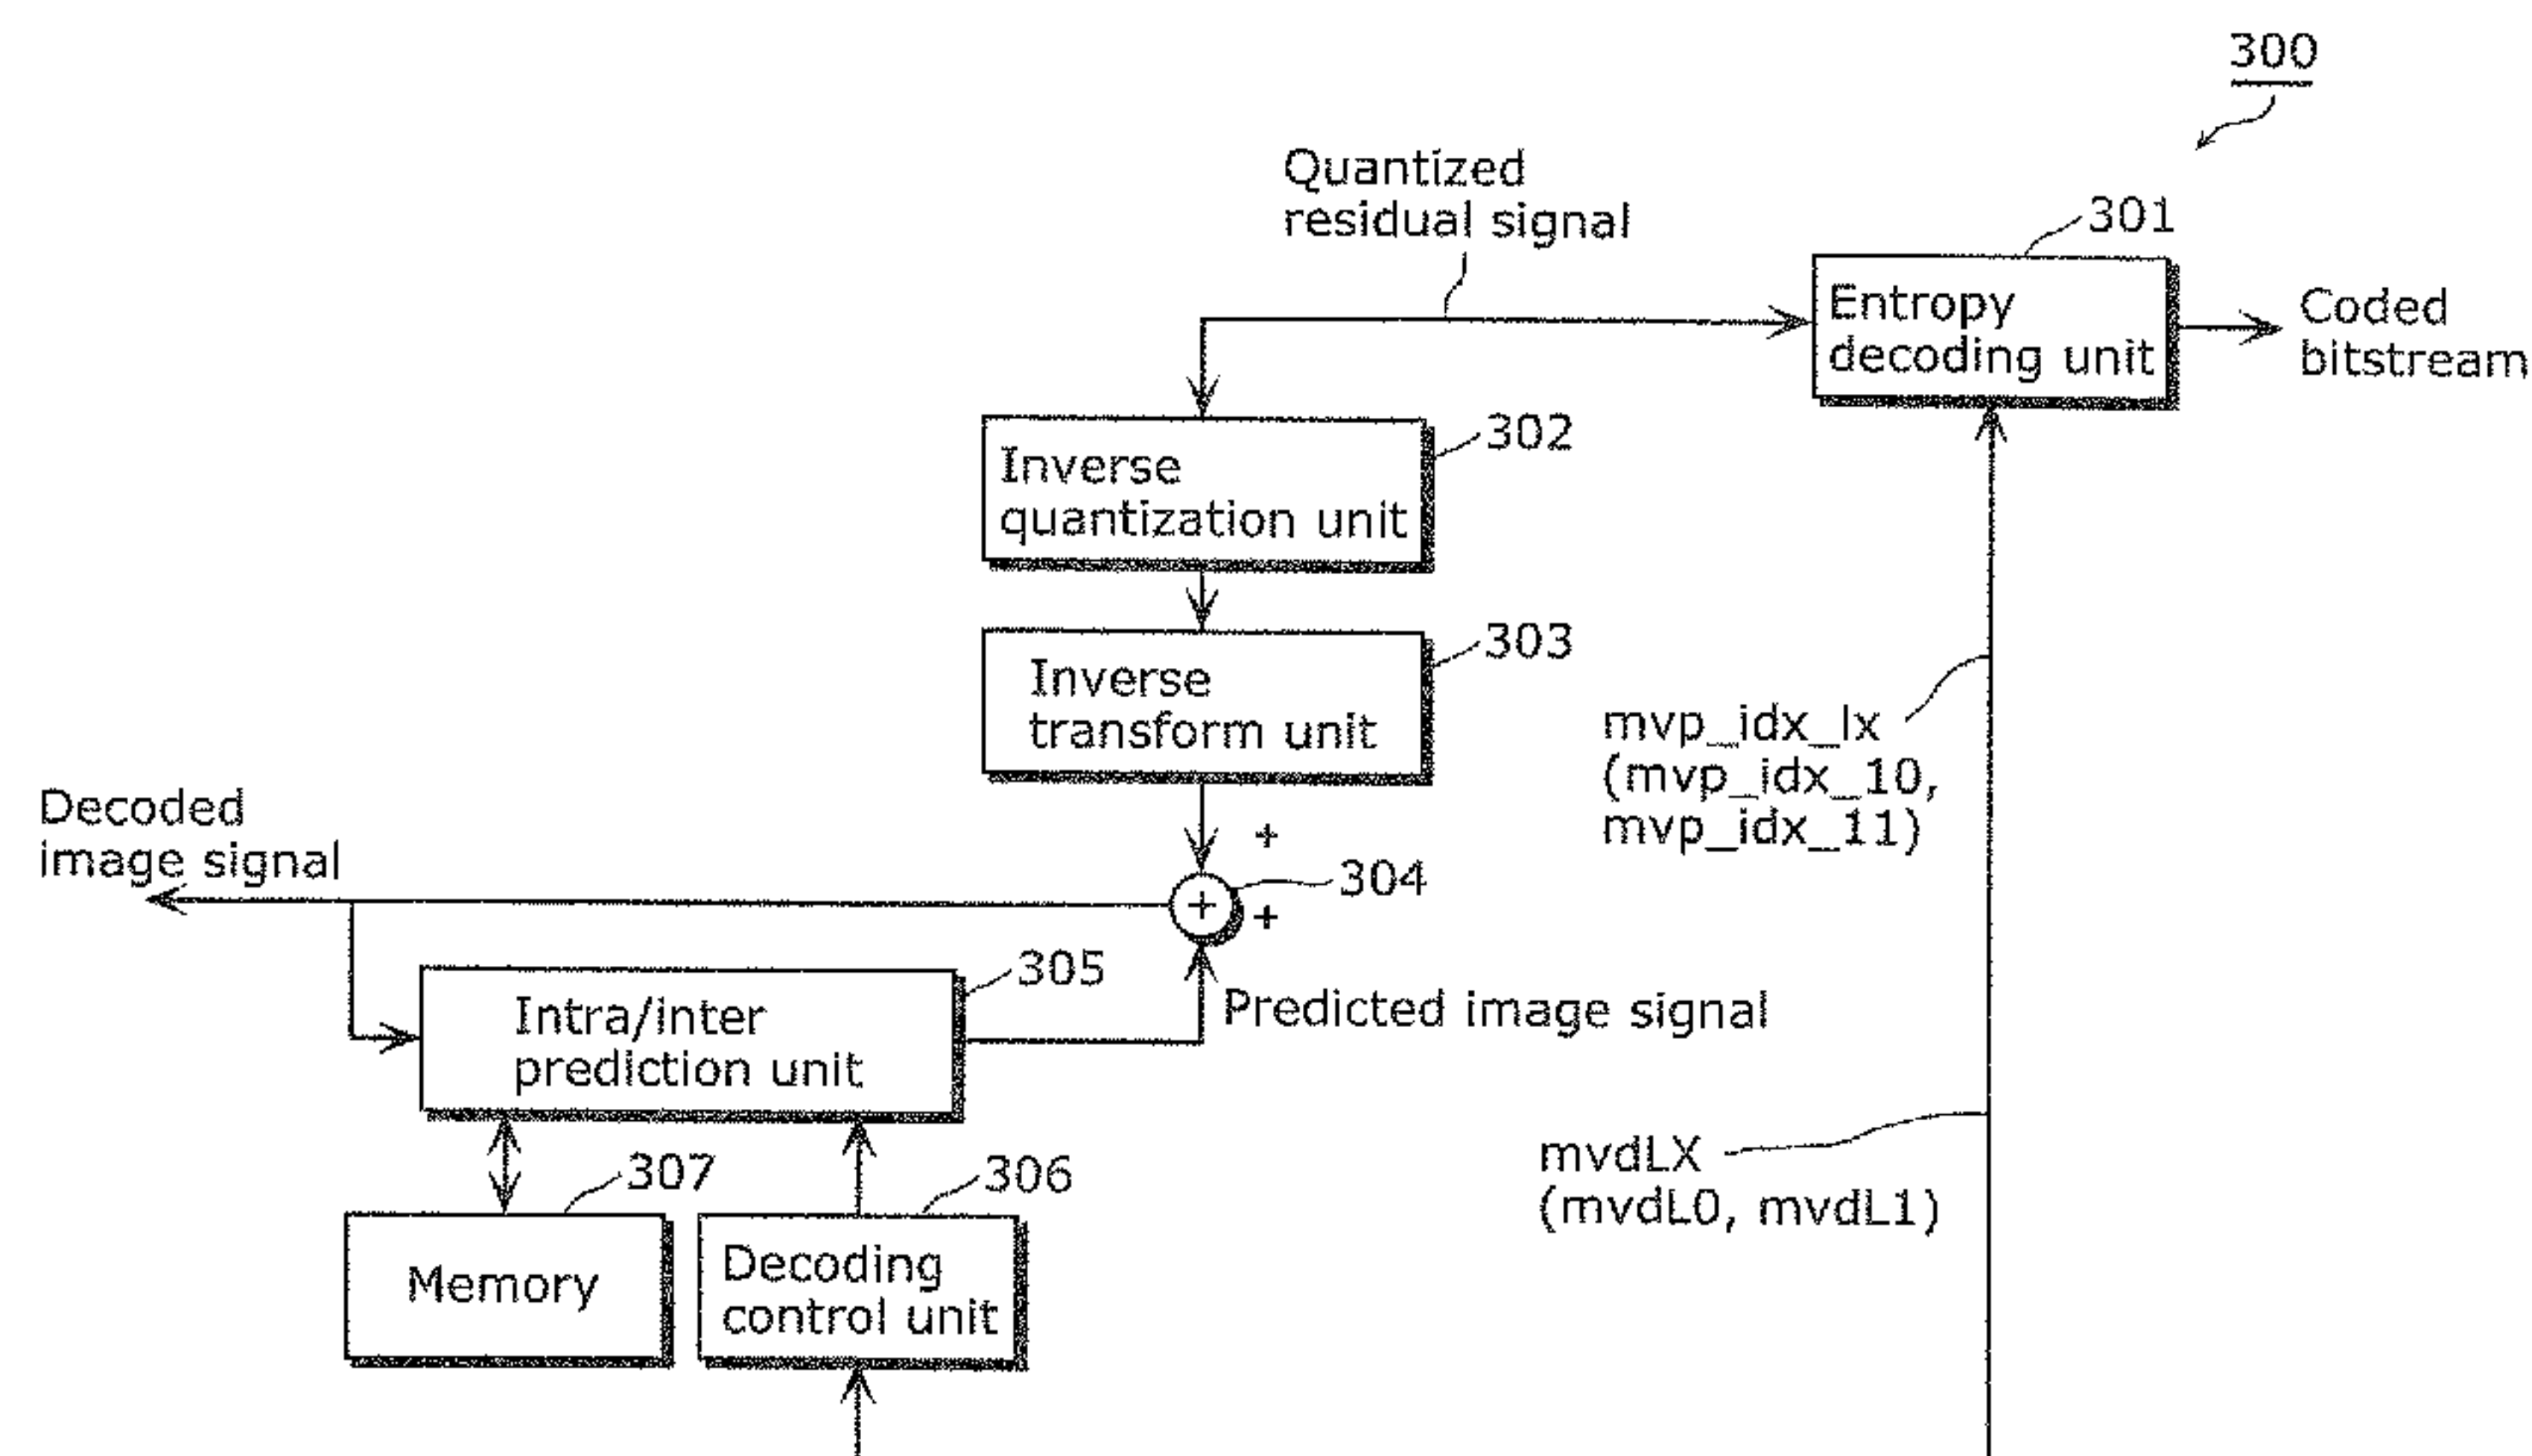 300
Quantized
residual signal
301
Entropy
decoding unit
Coded
bitstream
302
Inverse
quantization unit
303
Inverse
transform unit
mvp_idx_lx
(mvp_idx_10,
mvp_idx_11)
Decoded
image signal
+
304
+
+
305
Intra/inter
prediction unit
Predicted image signal
307
306
mvdLX
(mvdL0, mvdL1)
Memory
Decoding
control unit